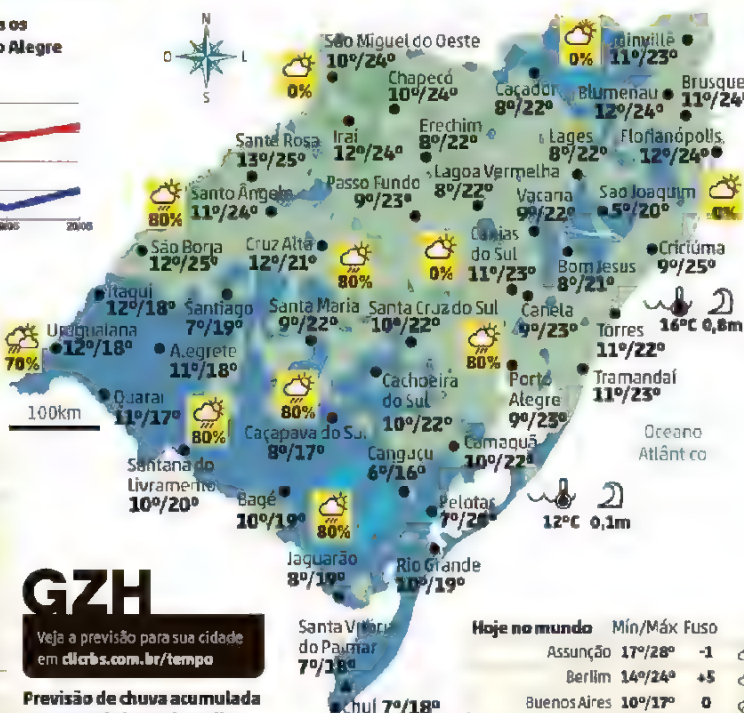 Alegre
N
O
L
S
20/05
0%
São Miguel do Oeste
10º/24º
0%
Joinville
11º/23º
Chapecó
10º/24º
Caçador
8º/22º
Blumenau
12º/24º
Brusque
11º/24º
Santa Rosa
13º/25º
Iraí
12º/24º
Erechim
8º/22º
Lages
8º/22º
Florianópolis
12º/24º
80%
Santo Ângelo
11º/24º
Passo Fundo
9º/23º
Lagoa Vermelha
8º/22º
Vacaria
9º/22º
São Joaquim
5º/20º
0%
São Borja
12º/25º
Cruz Alta
12º/21º
80%
0%
Caxias
do Sul
11º/23º
Bom Jesus
8º/21º
Criciúma
9º/25º
Itaqui
12º/18º
Santiago
7º/19º
Santa Maria
9º/22º
Santa Cruz do Sul
10º/22º
Canela
9º/23º
Torres
11º/22º
16ºC 0,8m
70%
Uruguaiana
12º/18º
Alegrete
11º/18º
80%
80%
Cachoeira
do Sul
10º/22º
Porto
Alegre
9º/23º
Tramandaí
11º/23º
Quaraí
11º/17º
100km
80%
Caçapava do Sul
8º/17º
Camaquã
10º/22º
Oceano
Atlântico
Santana do
Livramento
10º/20º
Canguçu
6º/16º
Bagé
10º/19º
80%
Pelotas
12ºC 0,1m
Jaguarão
8º/19º
Rio Grande
10º/19º
GZH
Veja a previsão para sua cidade
em clicrbs.com.br/tempo
Santa Vitória
do Palmar
7º/18º
Chuí 7º/18º
Hoje no mundo Mín/Máx Fuso
Assunção 17º/28º -1
Berlim 14º/24º +5
Buenos Aires 10º/17º 0
Previsão de chuva acumulada